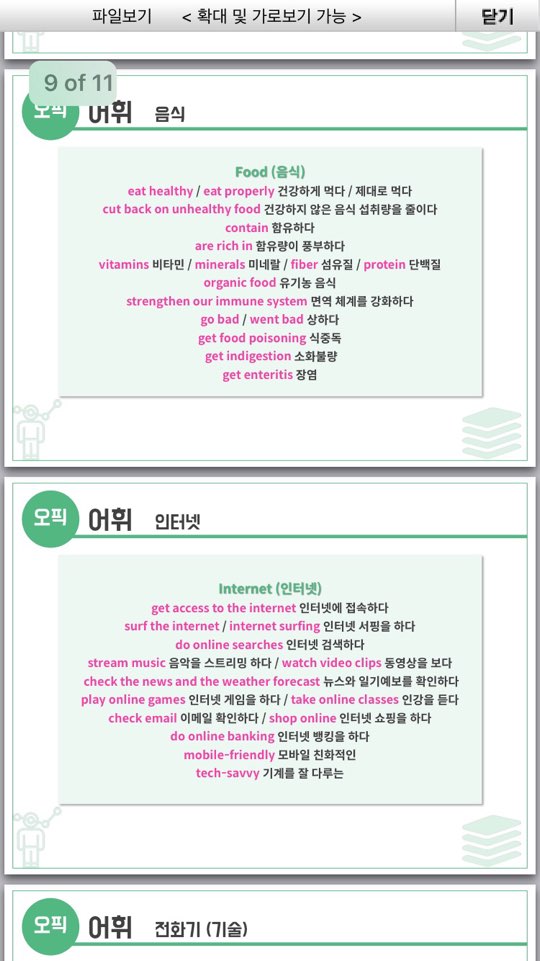 파일보기 < 확대 및 가로보기 가능 > 닫기
9 of 11
오픽 어휘 음식
Food (음식)
eat healthy / eat properly 건강하게 먹다 / 제대로 먹다
cut back on unhealthy food 건강하지 않은 음식 섭취량을 줄이다
contain 함유하다
are rich in 함유량이 풍부하다
vitamins 비타민 / minerals 미네랄 / fiber 섬유질 / protein 단백질
organic food 유기농 음식
strengthen our immune system 면역 체계를 강화하다
go bad / went bad 상하다
get food poisoning 식중독
get indigestion 소화불량
get enteritis 장염
오픽 어휘 인터넷
Internet (인터넷)
get access to the internet 인터넷에 접속하다
surf the internet / internet surfing 인터넷 서핑을 하다
do online searches 인터넷 검색하다
stream music 음악을 스트리밍 하다 / watch video clips 동영상을 보다
check the news and the weather forecast 뉴스와 일기예보를 확인하다
play online games 인터넷 게임을 하다 / take online classes 인강을 듣다
check email 이메일 확인하다 / shop online 인터넷 쇼핑을 하다
do online banking 인터넷 뱅킹을 하다
mobile-friendly 모바일 친화적인
tech-savvy 기계를 잘 다루는
오픽 어휘 전화기 (기술)